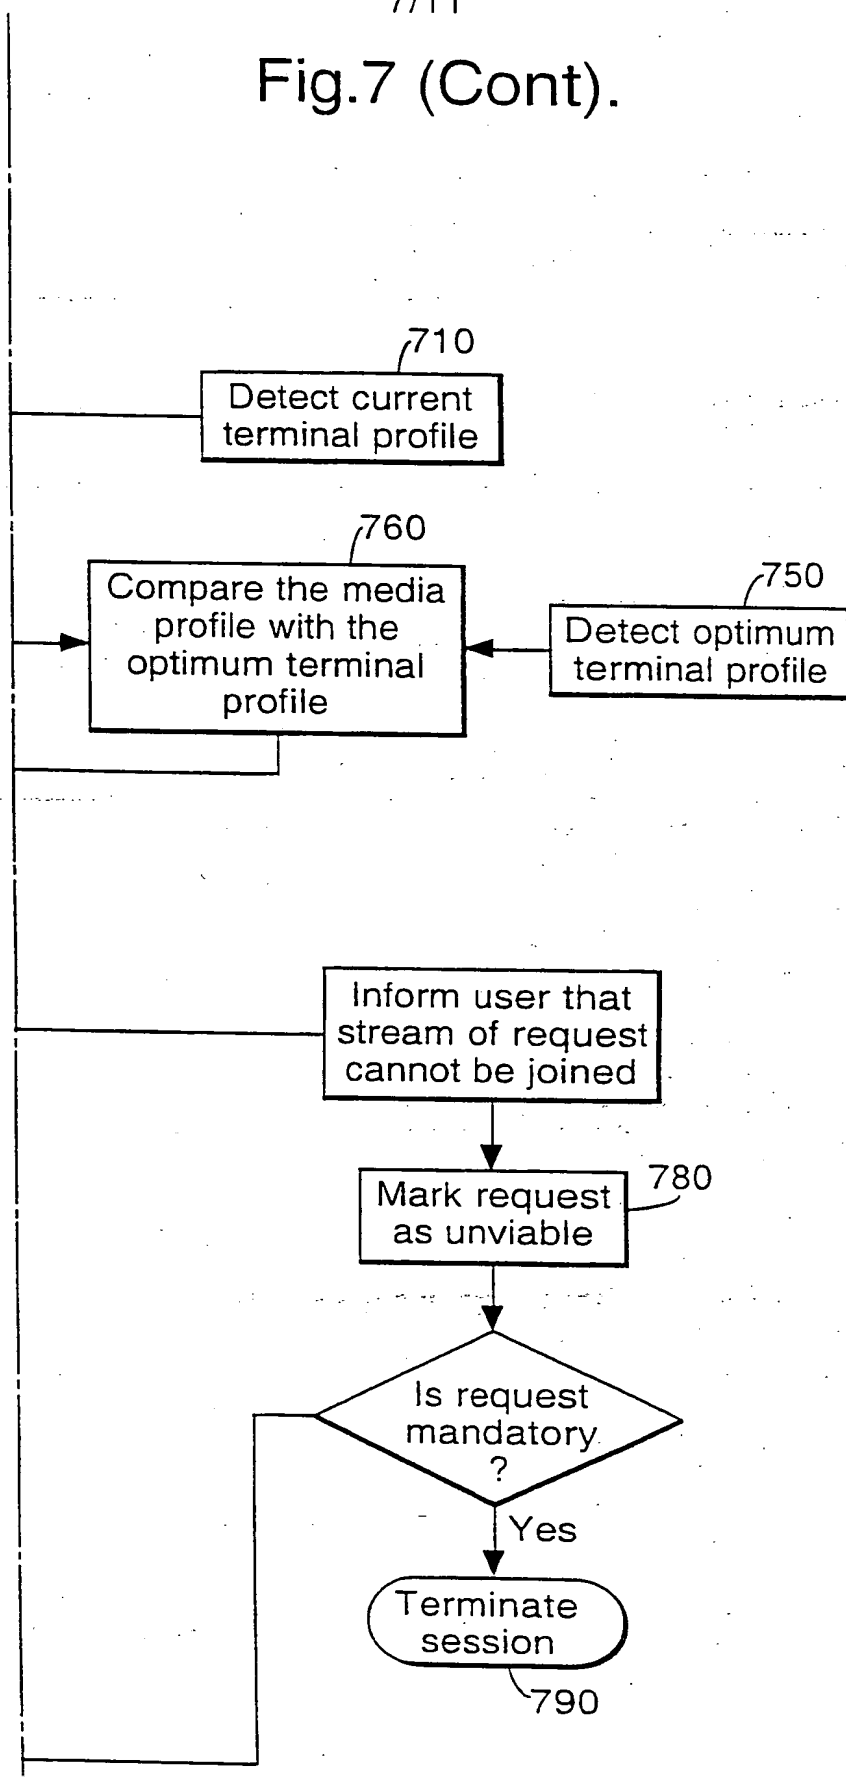 7/11
Fig.7 (Cont).
710
Detect current
terminal profile
760
Compare the media
profile with the
optimum terminal
profile
750
Detect optimum
terminal profile
Inform user that
stream of request
cannot be joined
780
Mark request
as unviable
Is request
mandatory
?
Yes
Terminate
session
790